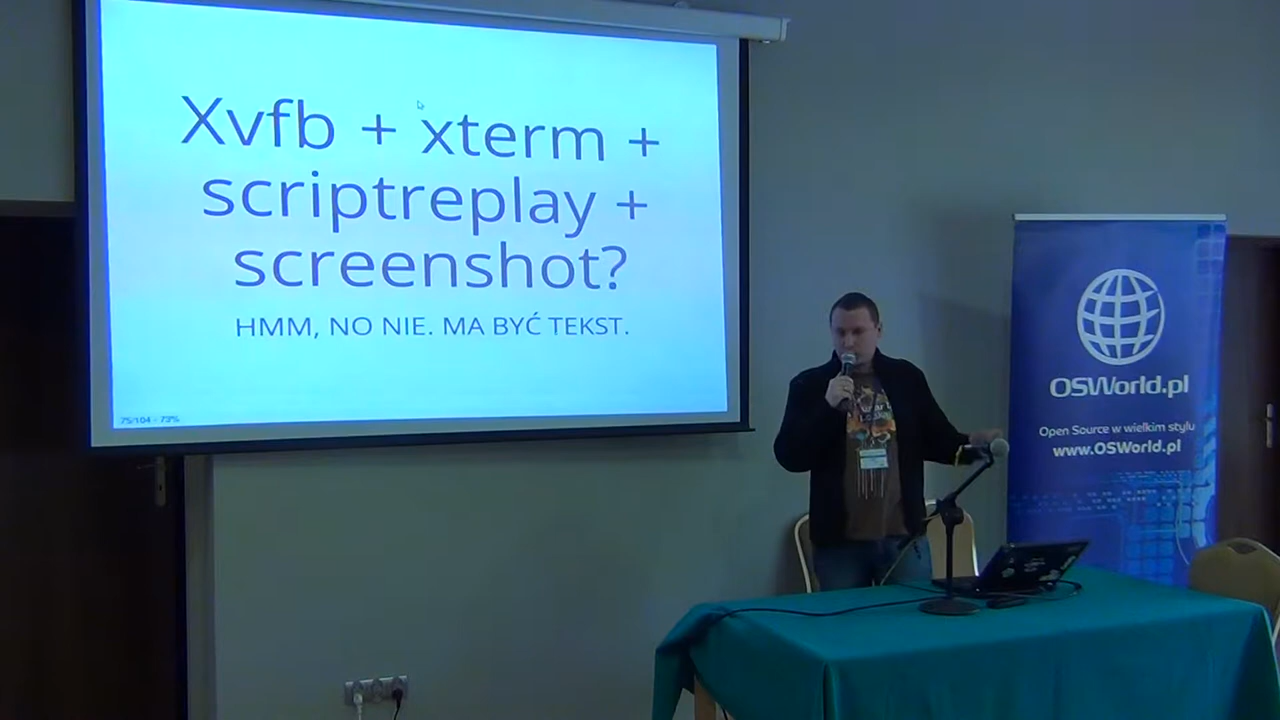 Xvfb + xterm +
scriptreplay +
screenshot?
HMM, NO NIE. MA BYĆ TEKST.
75/104 - 73%
OSWorld.pl
Open Source w wielkim stylu
www.OSWorld.pl